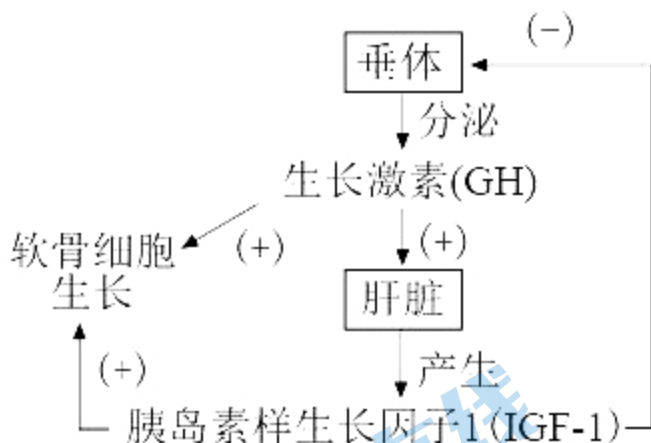 (−)
垂体
分泌
生长激素(GH)
软骨细胞
生长
(+)
(+)
肝脏
(+)
产生
胰岛素样生长因子1(IGF-1)